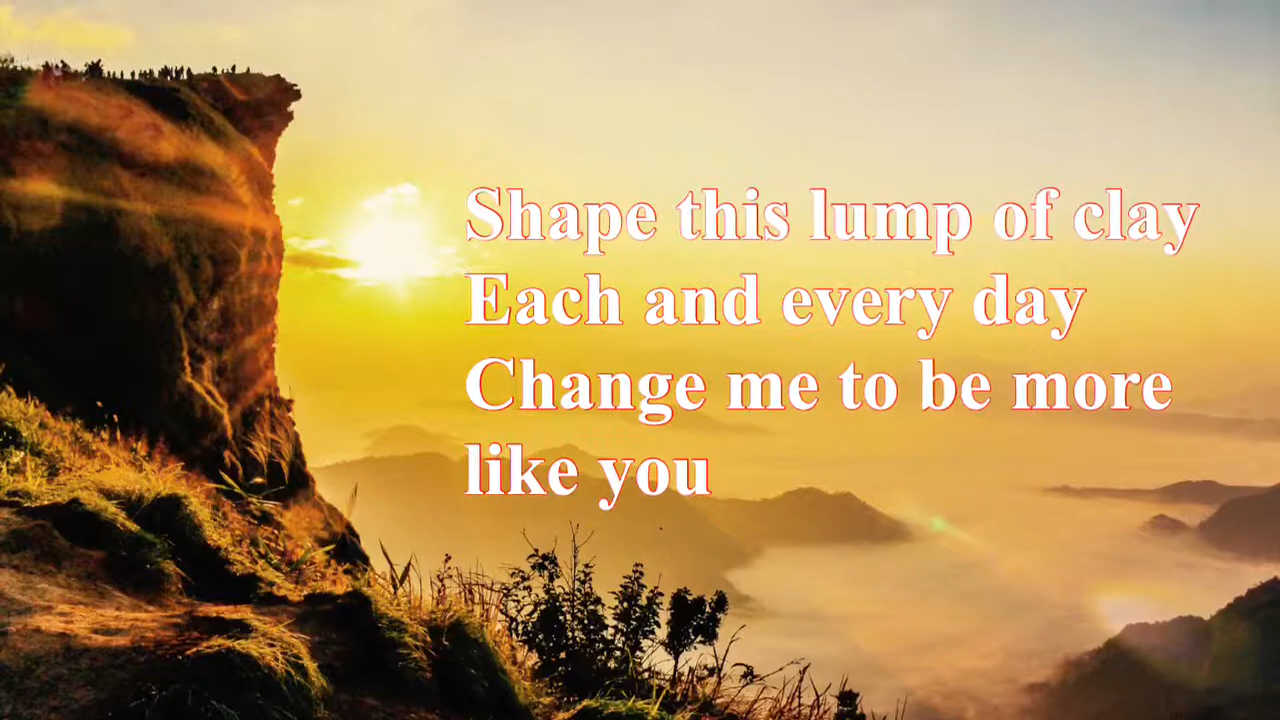 Shape this lump of clay
Each and every day
Change me to be more
like you